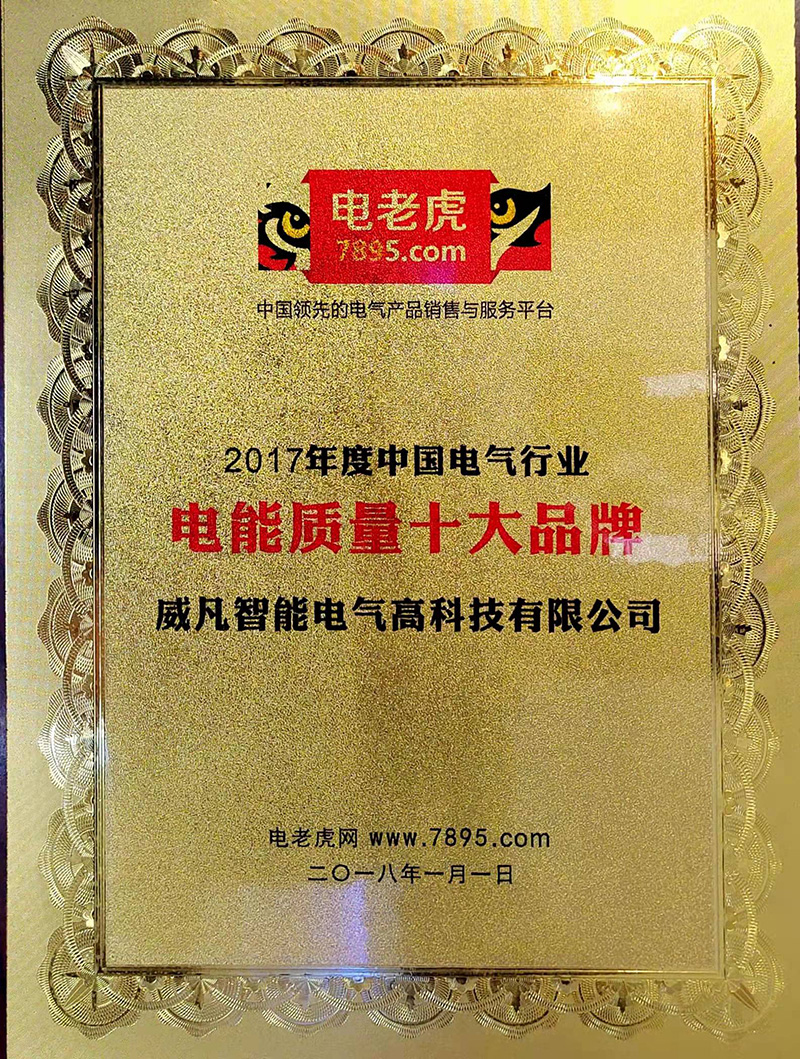 电老虎
7895.com
中国领先的电气产品销售与服务平台
2017年度中国电气行业
电能质量十大品牌
威凡智能电气高科技有限公司
电老虎网 www.7895.com
二〇一八年一月一日